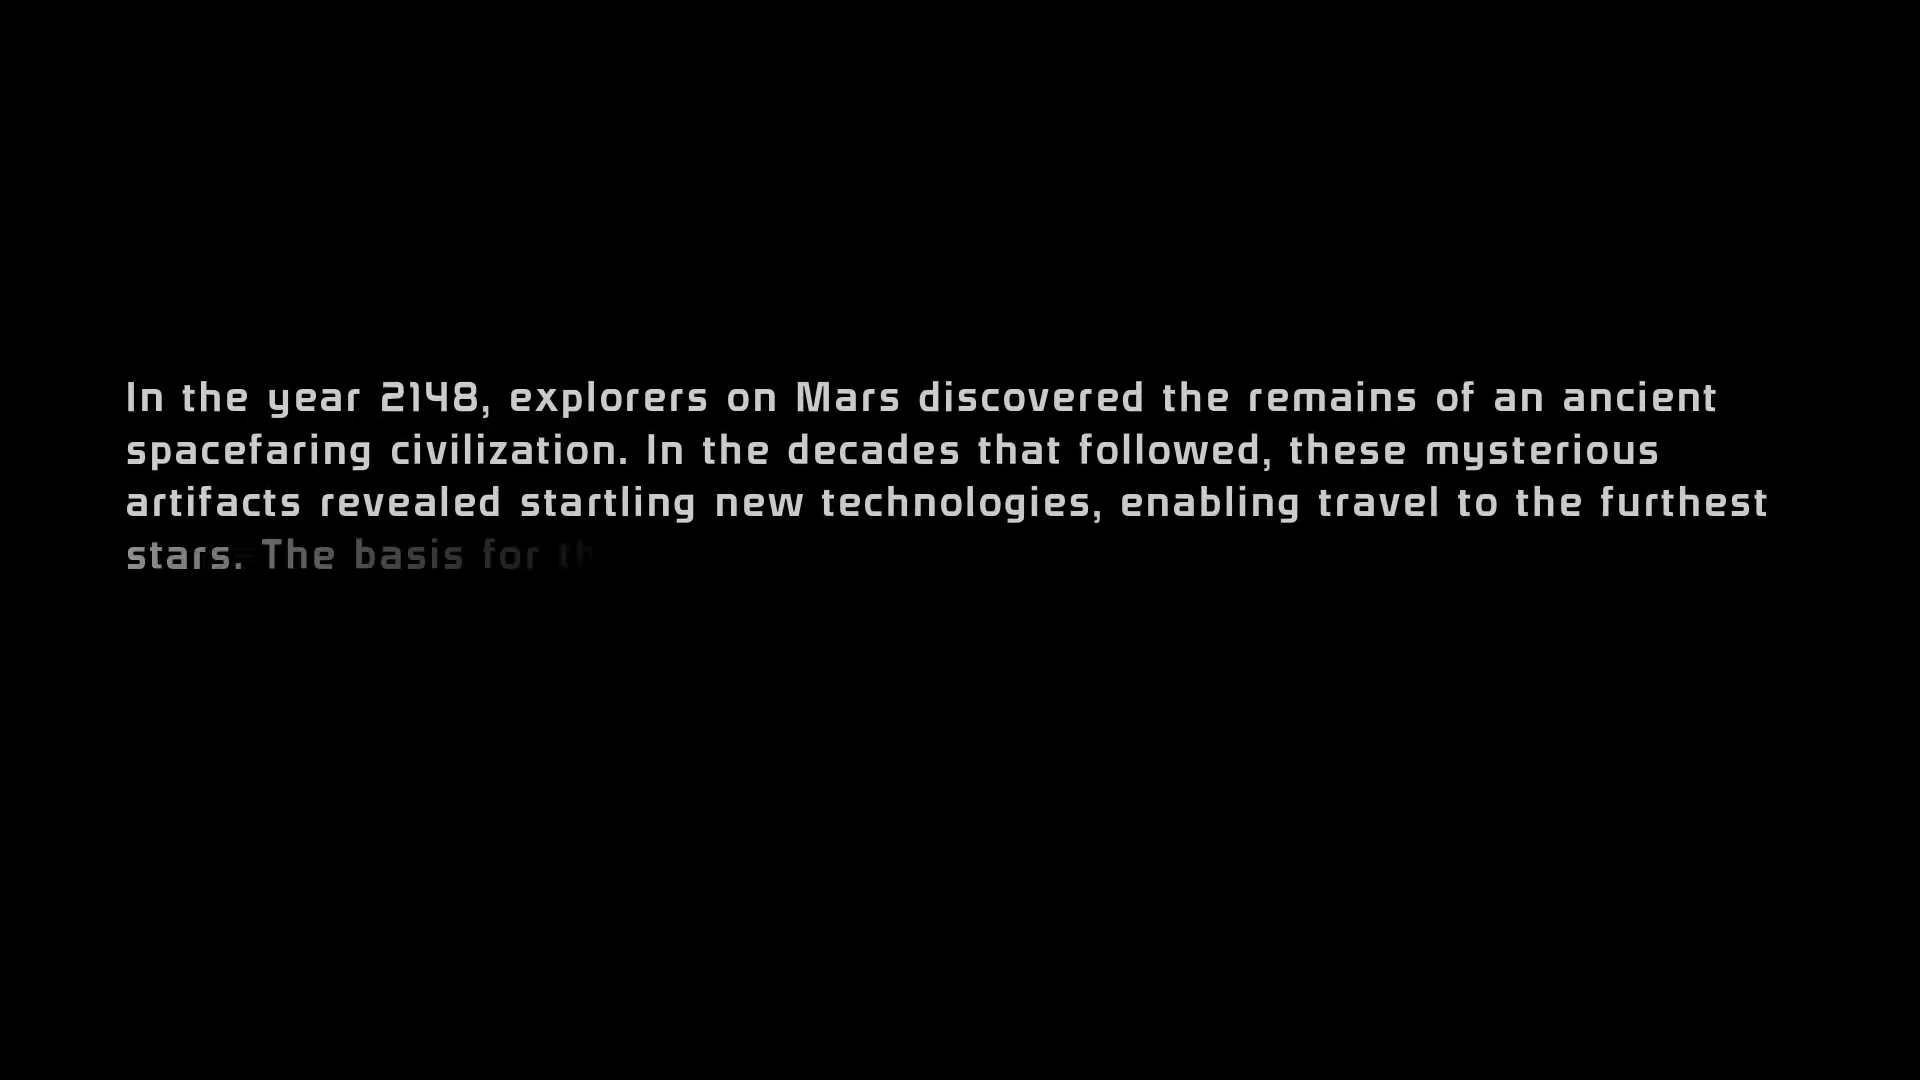 In the year 2148, explorers on Mars discovered the remains of an ancient
spacefaring civilization. In the decades that followed, these mysterious
artifacts revealed startling new technologies, enabling travel to the furthest
stars. The basis for th